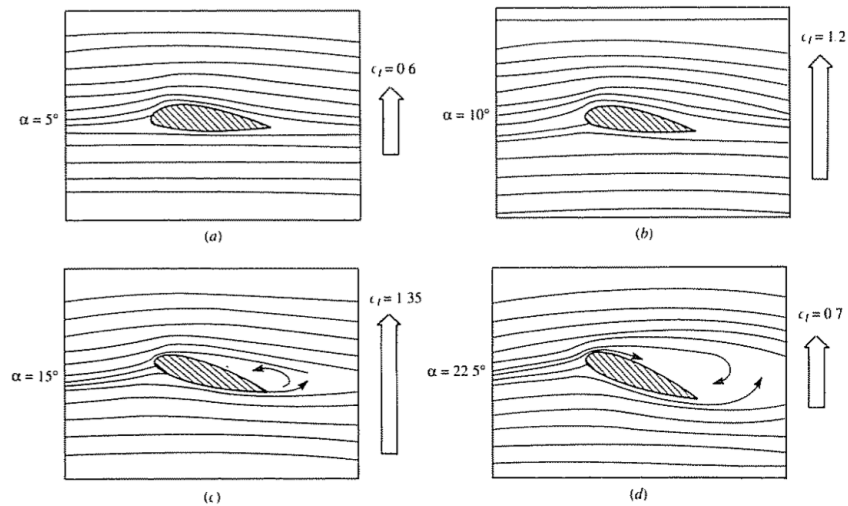 α = 5°
c_l = 0 6
(a)
α = 10°
c_l = 1.2
(b)
α = 15°
c_l = 1 35
(c)
α = 22 5°
c_l = 0 7
(d)